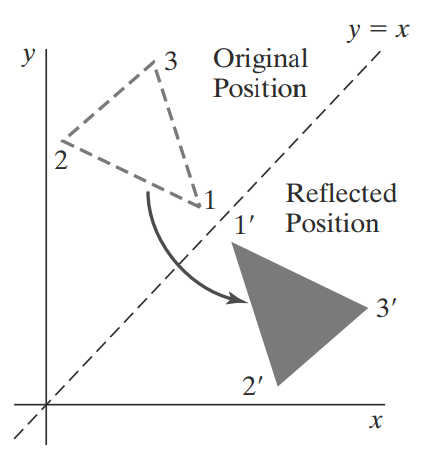 y = x
y
3
Original
Position
2
1
Reflected
1′
Position
3′
2′
x